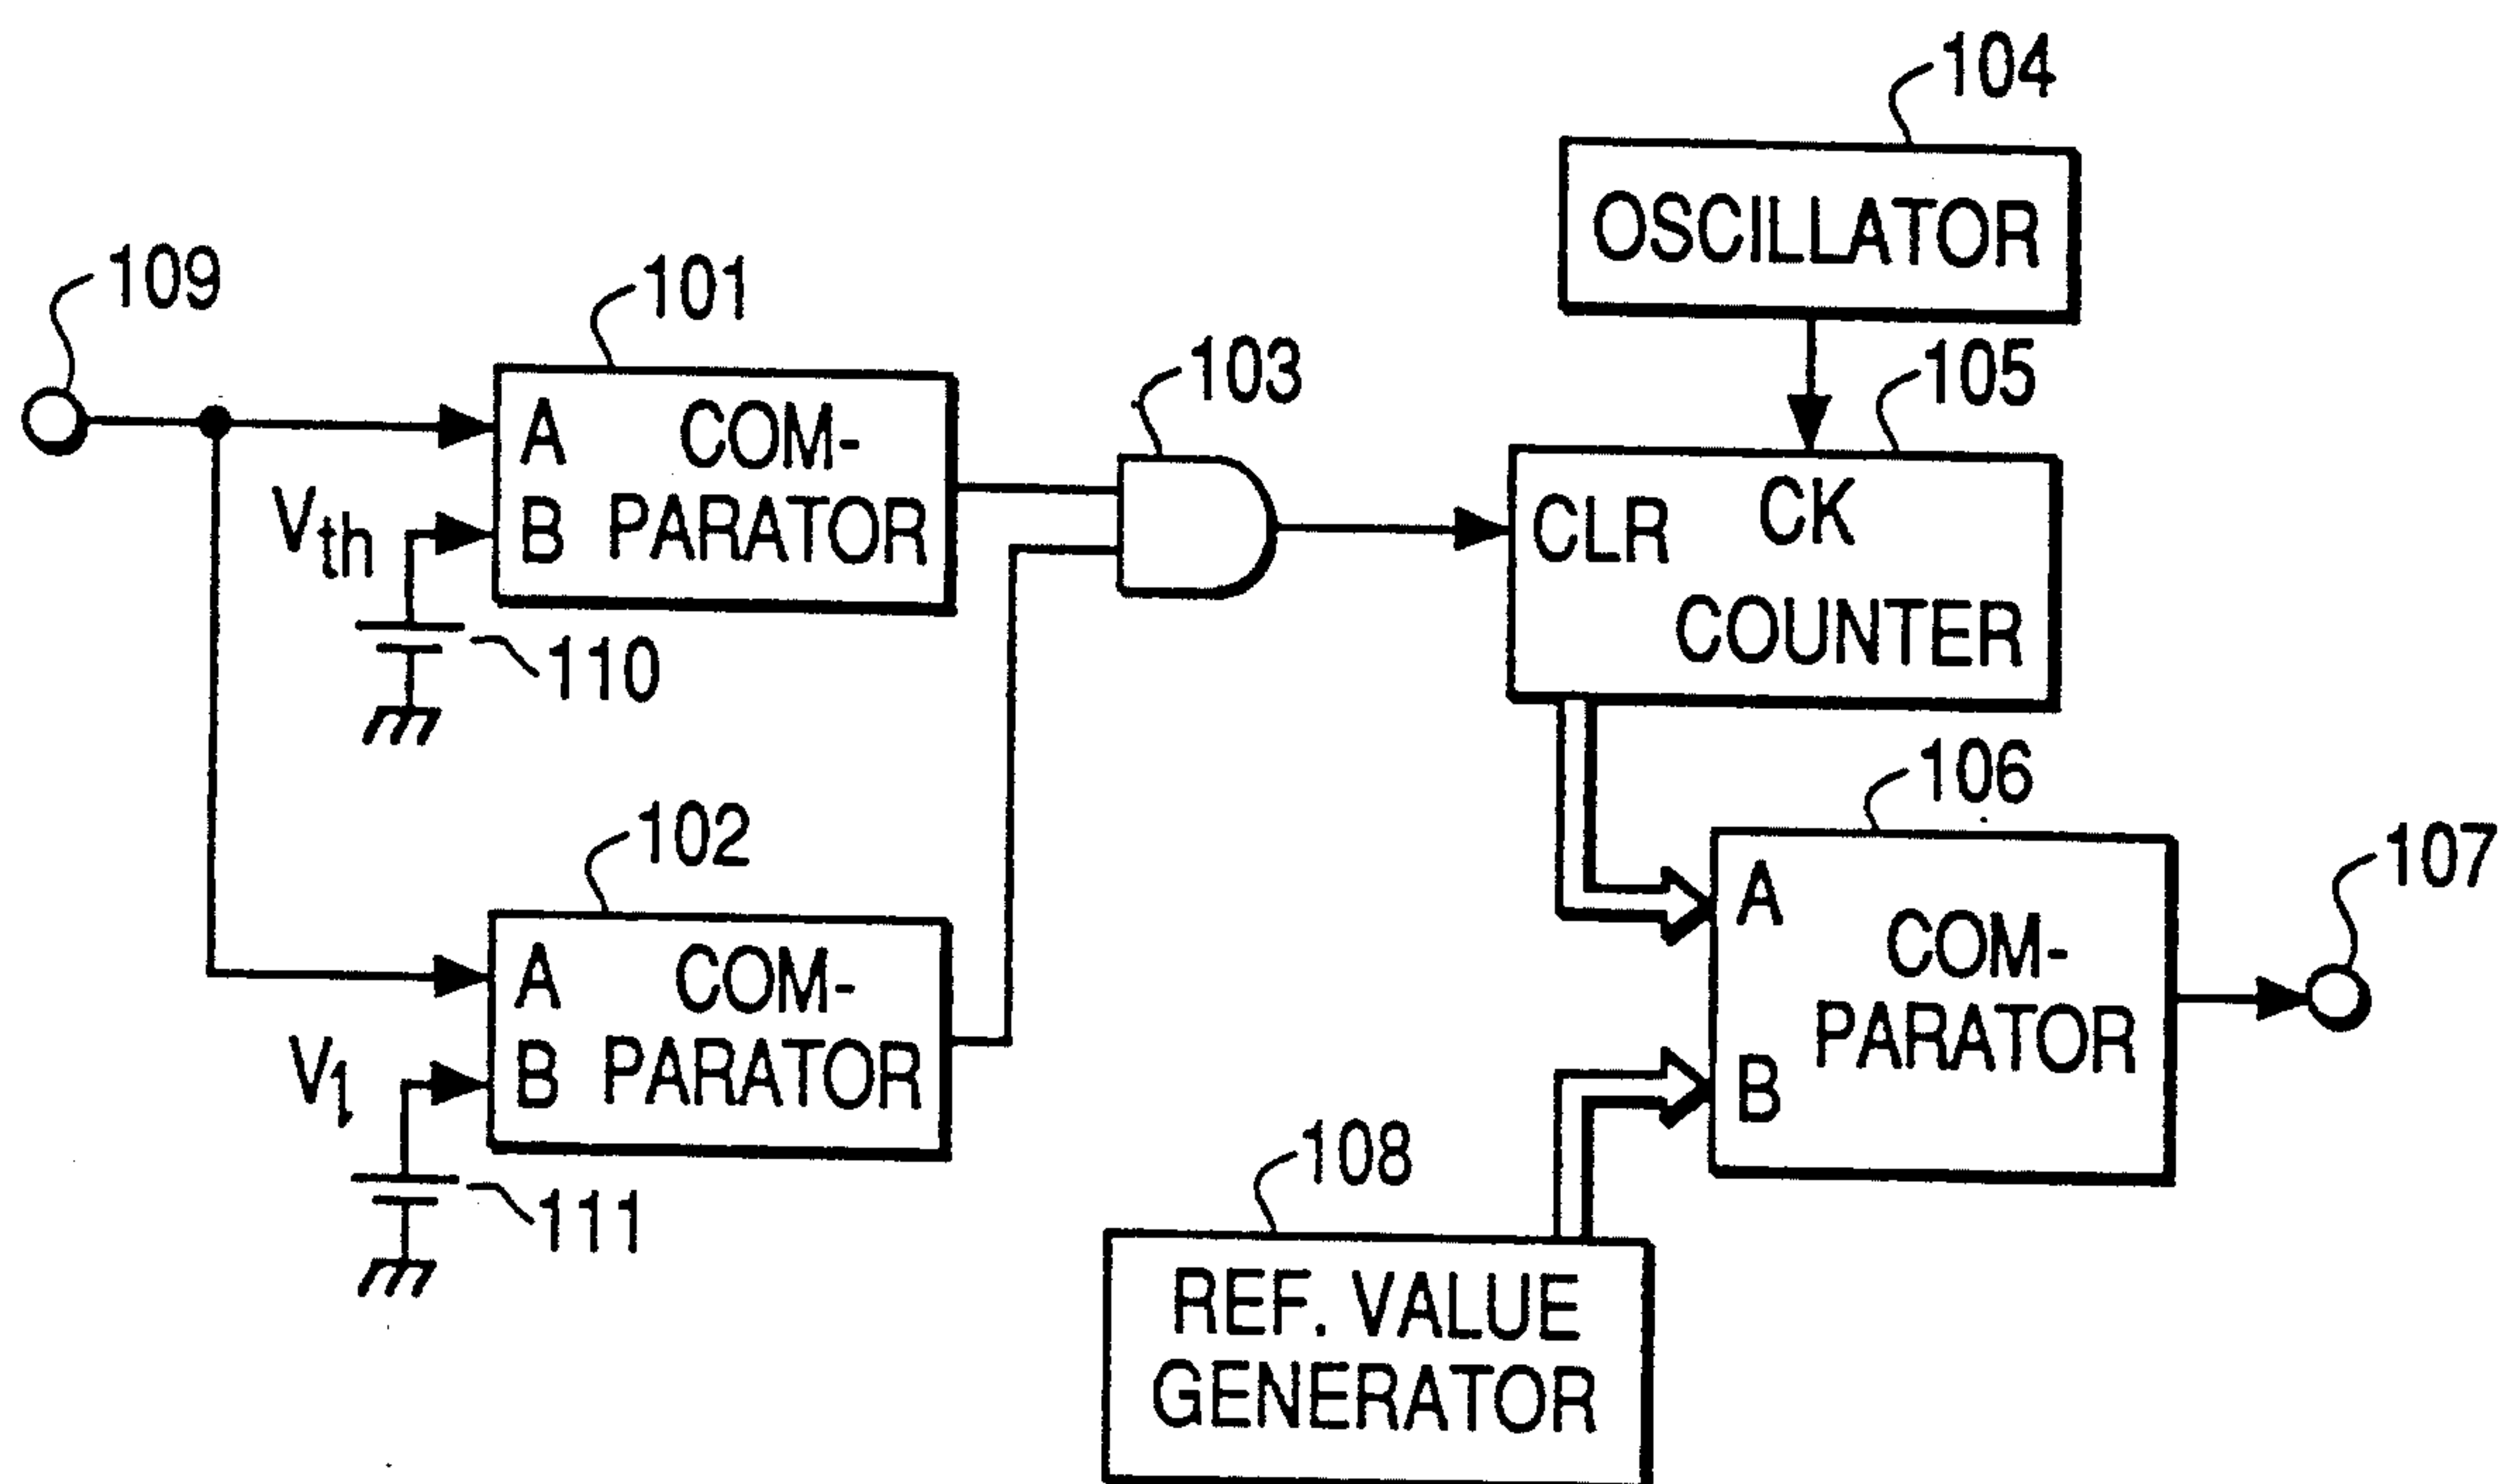 104
OSCILLATOR
109
101
A COM-
B PARATOR
Vth
110
103
105
CLR CK
COUNTER
102
A COM-
B PARATOR
V1
111
106
A COM-
B PARATOR
107
108
REF. VALUE
GENERATOR